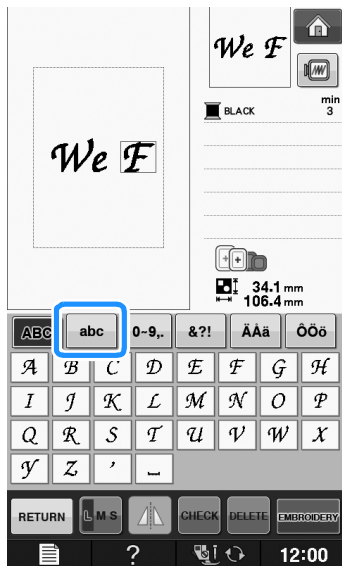 We F
We F
BLACK
min
3
34.1 mm
106.4 mm
ABC abc 0~9,. &?! ÄÅä ÔÖö
A B C D E F G H
I J K L M N O P
Q R S T U V W X
Y Z ’ ⎵
RETURN L M S CHECK DELETE EMBROIDERY
? 12:00